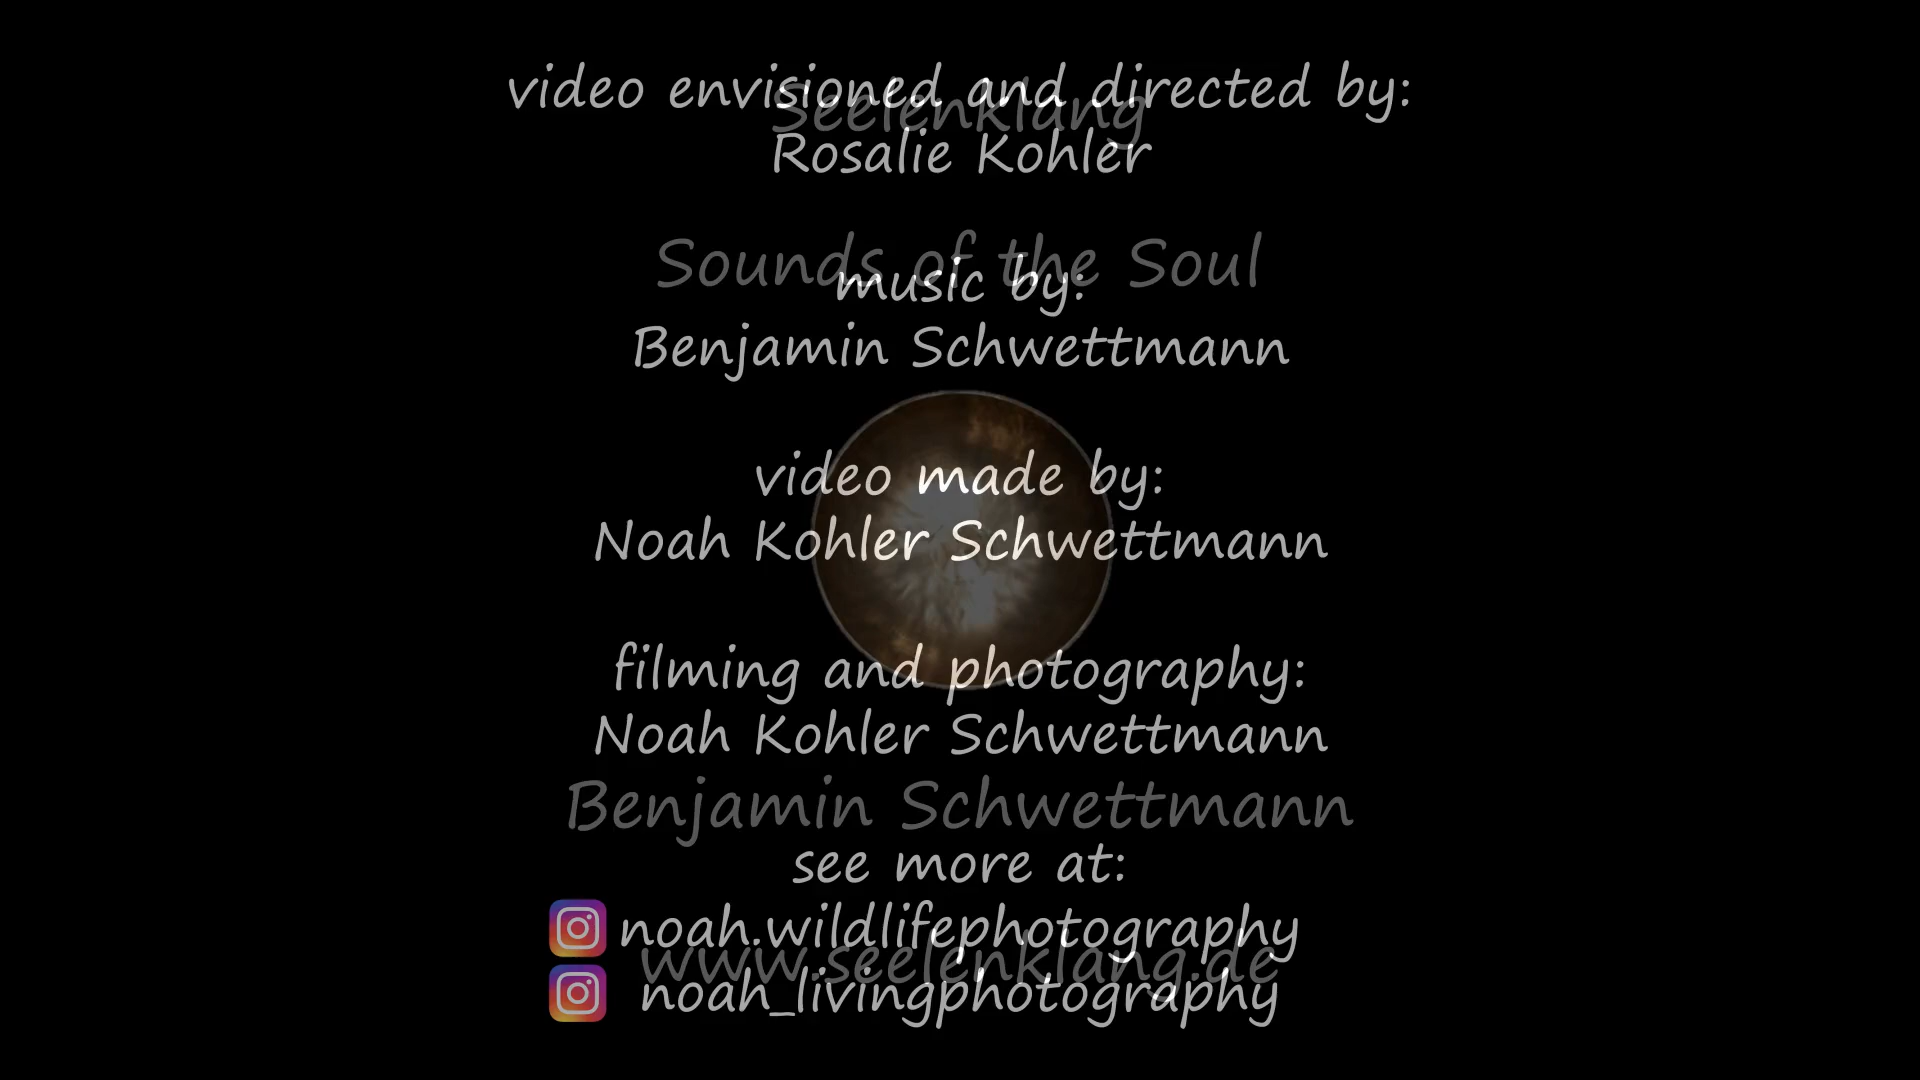 video envisioned and directed by:
Seelenklang
Rosalie Kohler
Sounds of the Soul
music by:
Benjamin Schwettmann
video made by:
Noah Kohler Schwettmann
filming and photography:
Noah Kohler Schwettmann
Benjamin Schwettmann
see more at:
noah.wildlifephotography
www.seelenklang.de
noah_livingphotography